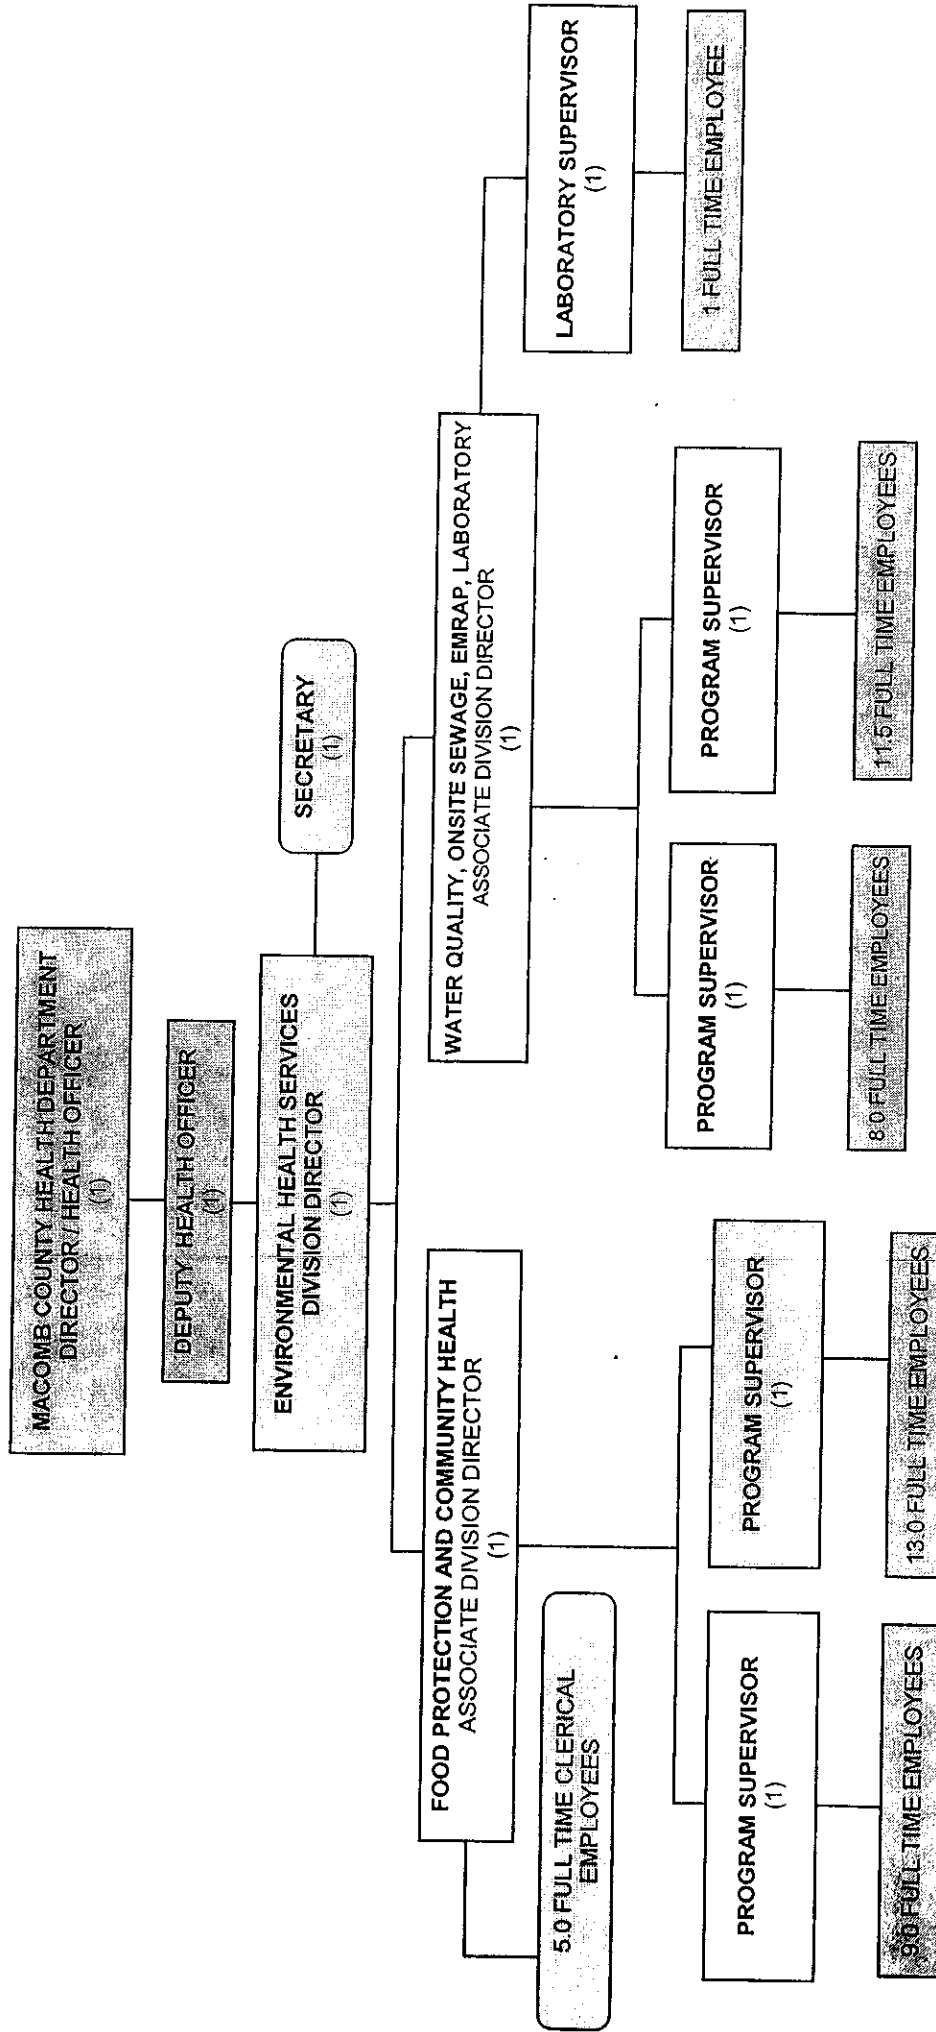 MACOMB COUNTY HEALTH DEPARTMENT
DIRECTOR / HEALTH OFFICER
(1)
DEPUTY HEALTH OFFICER
(1)
ENVIRONMENTAL HEALTH SERVICES
DIVISION DIRECTOR
(1)
SECRETARY
(1)
FOOD PROTECTION AND COMMUNITY HEALTH
ASSOCIATE DIVISION DIRECTOR
(1)
5.0 FULL TIME CLERICAL
EMPLOYEES
PROGRAM SUPERVISOR
(1)
9.0 FULL TIME EMPLOYEES
PROGRAM SUPERVISOR
(1)
13.0 FULL TIME EMPLOYEES
WATER QUALITY, ONSITE SEWAGE, EMRAP, LABORATORY
ASSOCIATE DIVISION DIRECTOR
(1)
PROGRAM SUPERVISOR
(1)
8.0 FULL TIME EMPLOYEES
PROGRAM SUPERVISOR
(1)
11.5 FULL TIME EMPLOYEES
LABORATORY SUPERVISOR
(1)
1 FULL TIME EMPLOYEE